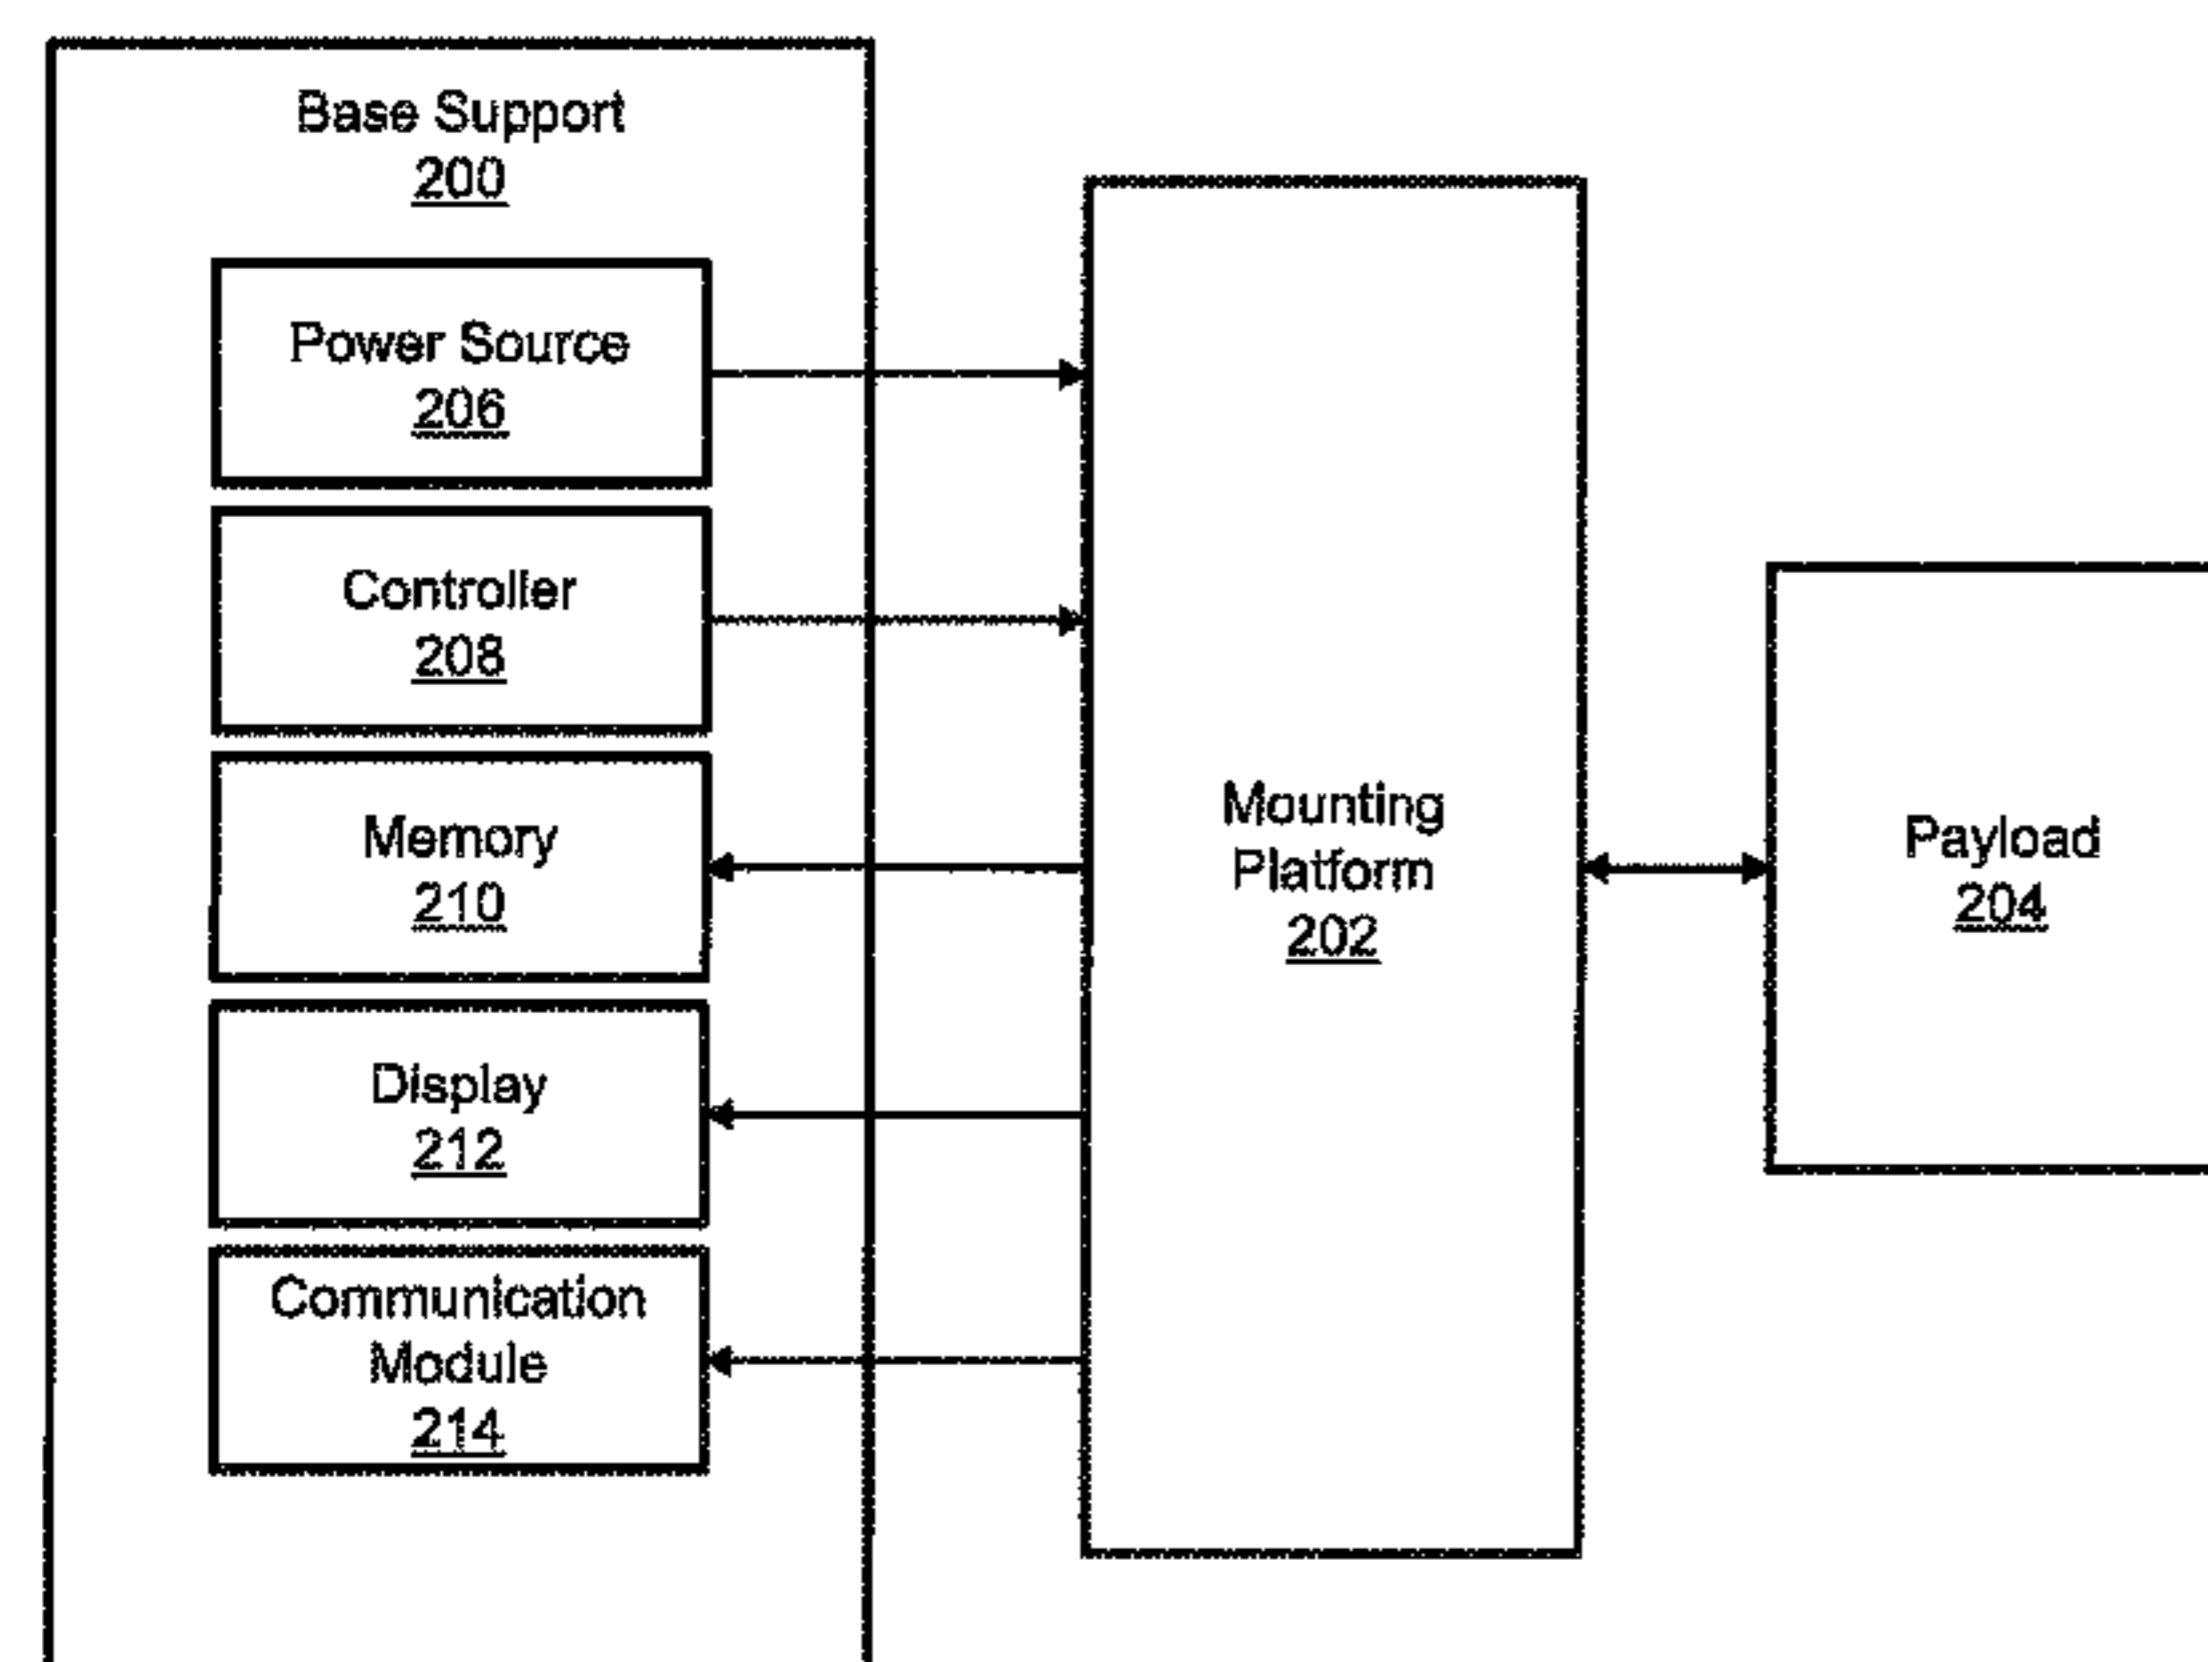 Base Support
200
Power Source
206
Controller
208
Memory
210
Display
212
Communication
Module
214
Mounting
Platform
202
Payload
204